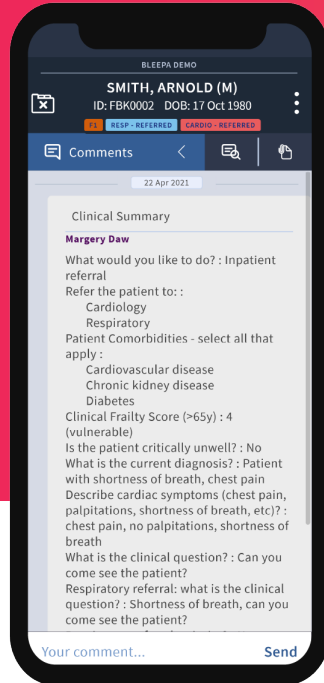 BLEEPA DEMO
SMITH, ARNOLD (M)
ID: FBK0002 DOB: 17 Oct 1980
F1 RESP - REFERRED CARDIO - REFERRED
Comments
22 Apr 2021
Clinical Summary
Margery Daw
What would you like to do? : Inpatient
referral
Refer the patient to: :
Cardiology
Respiratory
Patient Comorbidities - select all that
apply :
Cardiovascular disease
Chronic kidney disease
Diabetes
Clinical Frailty Score (>65y) : 4
(vulnerable)
Is the patient critically unwell? : No
What is the current diagnosis? : Patient
with shortness of breath, chest pain
Describe cardiac symptoms (chest pain,
palpitations, shortness of breath, etc)? :
chest pain, no palpitations, shortness of
breath
What is the clinical question? : Can you
come see the patient?
Respiratory referral: what is the clinical
question? : Shortness of breath, can you
come see the patient?
Your comment... Send